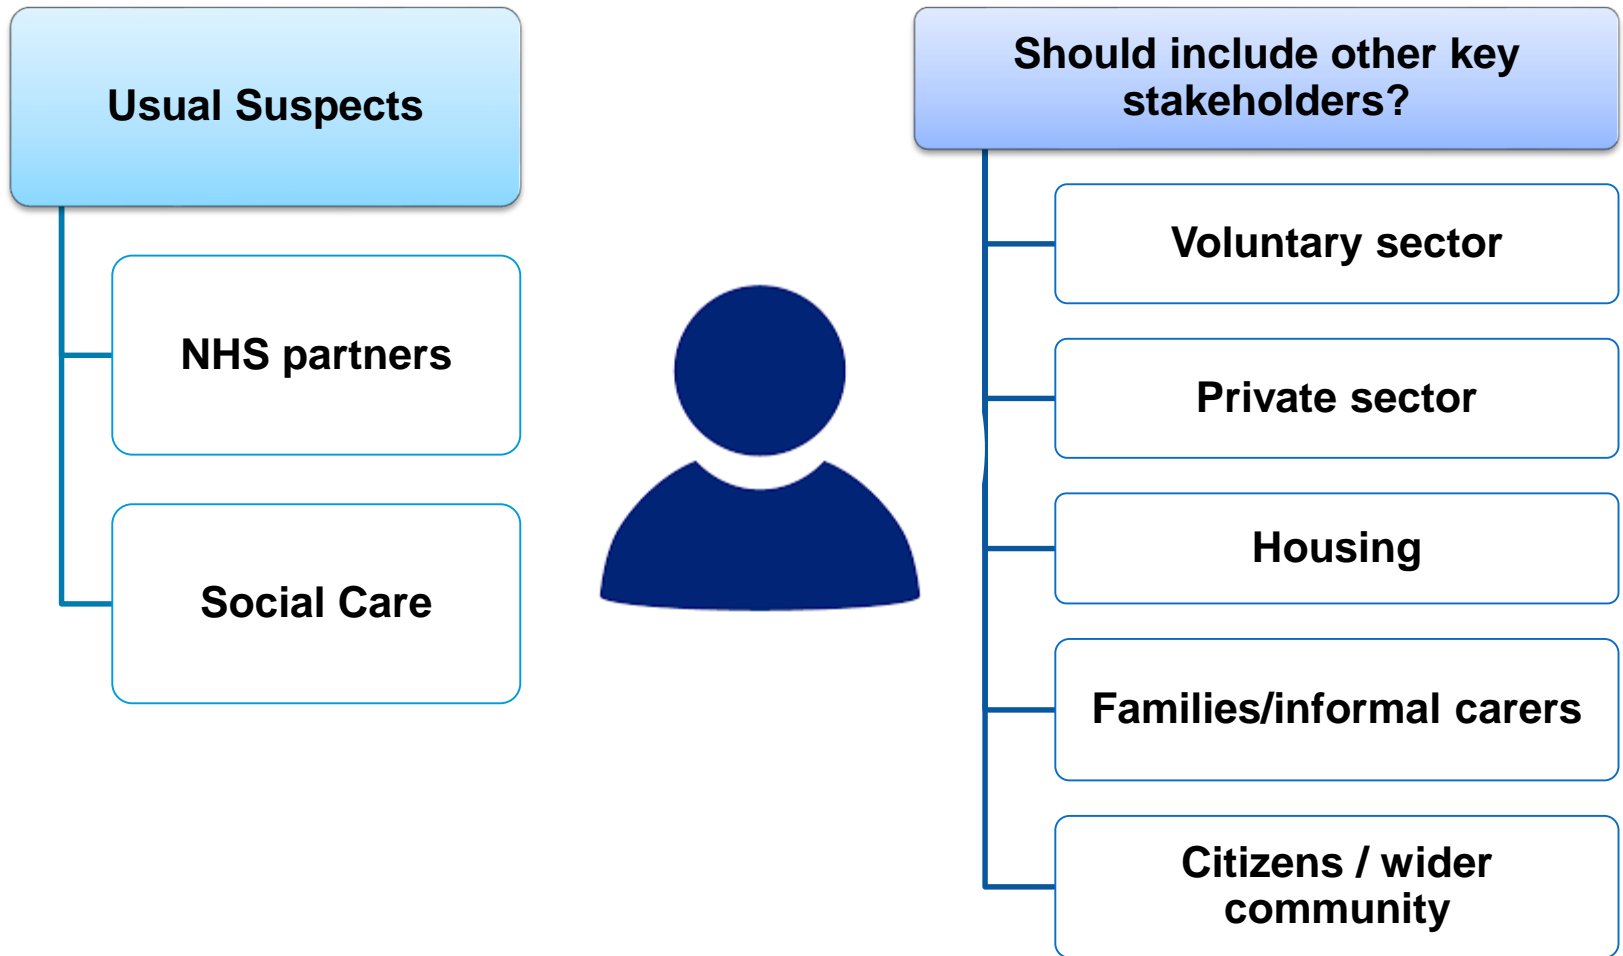 Usual Suspects
NHS partners
Social Care
Should include other key
stakeholders?
Voluntary sector
Private sector
Housing
Families/informal carers
Citizens / wider
community